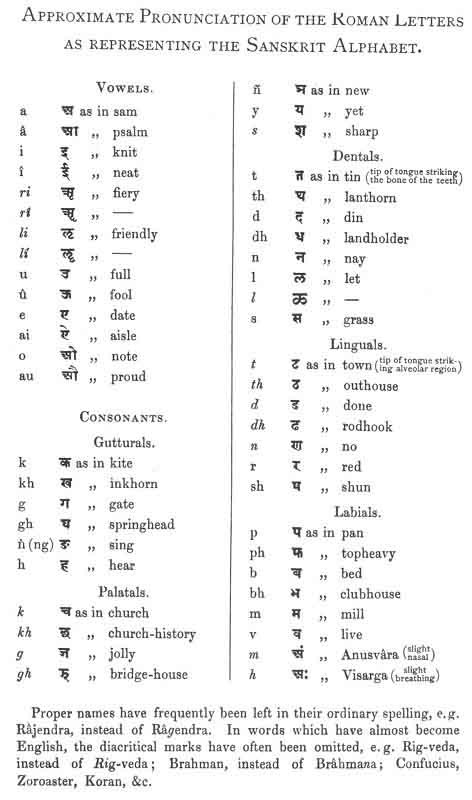 APPROXIMATE PRONUNCIATION OF THE ROMAN LETTERS
AS REPRESENTING THE SANSKRIT ALPHABET.
VOWELS.
a अ as in sam
â आ „ psalm
i इ „ knit
î ई „ neat
ri ऋ „ fiery
rî ॠ „ —
li ऌ „ friendly
lî ॡ „ —
u उ „ full
û ऊ „ fool
e ए „ date
ai ऐ „ aisle
o ओ „ note
au औ „ proud
CONSONANTS.
Gutturals.
k क as in kite
kh ख „ inkhorn
g ग „ gate
gh घ „ springhead
ṅ (ng) ङ „ sing
h ह „ hear
Palatals.
k च as in church
kh छ „ church-history
g ज „ jolly
gh झ „ bridge-house
ñ ञ as in new
y य „ yet
s श „ sharp
Dentals.
t त as in tin (tip of tongue striking the bone of the teeth)
th थ „ lanthorn
d द „ din
dh ध „ landholder
n न „ nay
l ल „ let
l ळ „ —
s स „ grass
Linguals.
t ट as in town (tip of tongue strik-ing alveolar region)
th ठ „ outhouse
d ड „ done
dh ढ „ rodhook
n ण „ no
r र „ red
sh ष „ shun
Labials.
p प as in pan
ph फ „ topheavy
b ब „ bed
bh भ „ clubhouse
m म „ mill
v व „ live
m अं „ Anusvâra (slight nasal)
h अः „ Visarga (slight breathing)
Proper names have frequently been left in their ordinary spelling, e.g.
Râjendra, instead of Râgendra. In words which have almost become
English, the diacritical marks have often been omitted, e. g. Rig-veda,
instead of Rig-veda; Brahman, instead of Brâhmana; Confucius,
Zoroaster, Koran, &c.